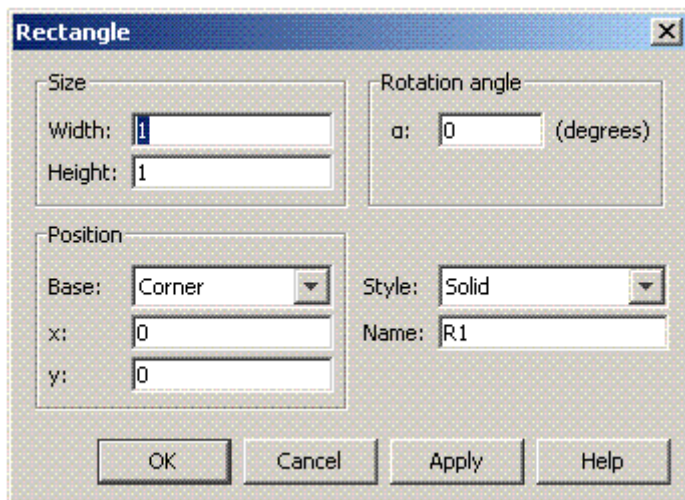 Rectangle
Size
Width: 1
Height: 1
Rotation angle
α: 0 (degrees)
Position
Base: Corner
x: 0
y: 0
Style: Solid
Name: R1
OK Cancel Apply Help